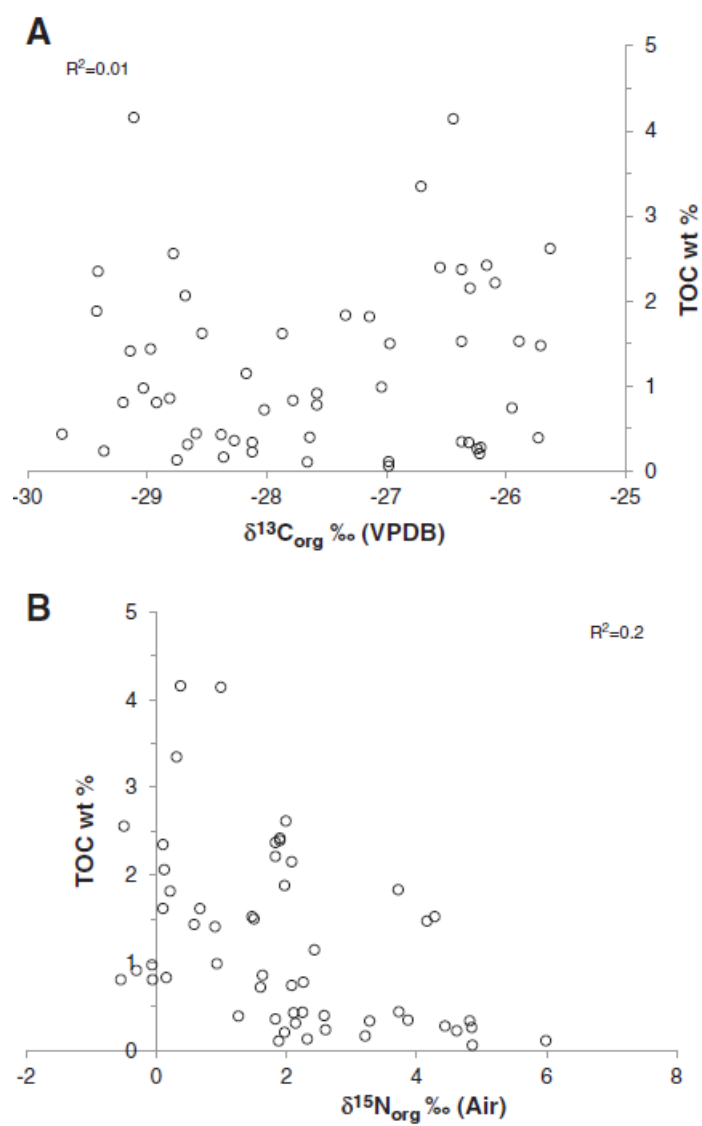 A
R²=0.01
5
4
3
2
1
0
TOC wt %
-30 -29 -28 -27 -26 -25
δ¹³Corg ‰ (VPDB)
B
R²=0.2
5
4
3
2
1
0
TOC wt %
-2 0 2 4 6 8
δ¹⁵Norg ‰ (Air)